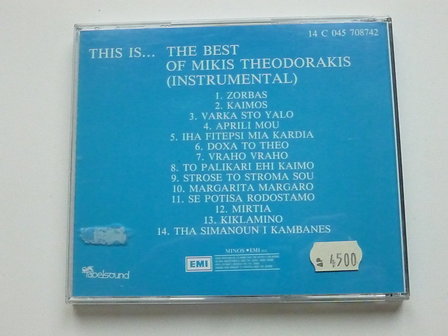 14 C 045 708742
THIS IS... THE BEST
OF MIKIS THEODORAKIS
(INSTRUMENTAL)
1. ZORBAS
2. KAIMOS
3. VARKA STO YALO
4. APRILI MOU
5. IHA FITEPSI MIA KARDIA
6. DOXA TO THEO
7. VRAHO VRAHO
8. TO PALIKARI EHI KAIMO
9. STROSE TO STROMA SOU
10. MARGARITA MARGARO
11. SE POTISA RODOSTAMO
12. MIRTIA
13. KIKLAMINO
14. THA SIMANOUN I KAMBANES
labelsound
EMI
MINOS EMI
4500